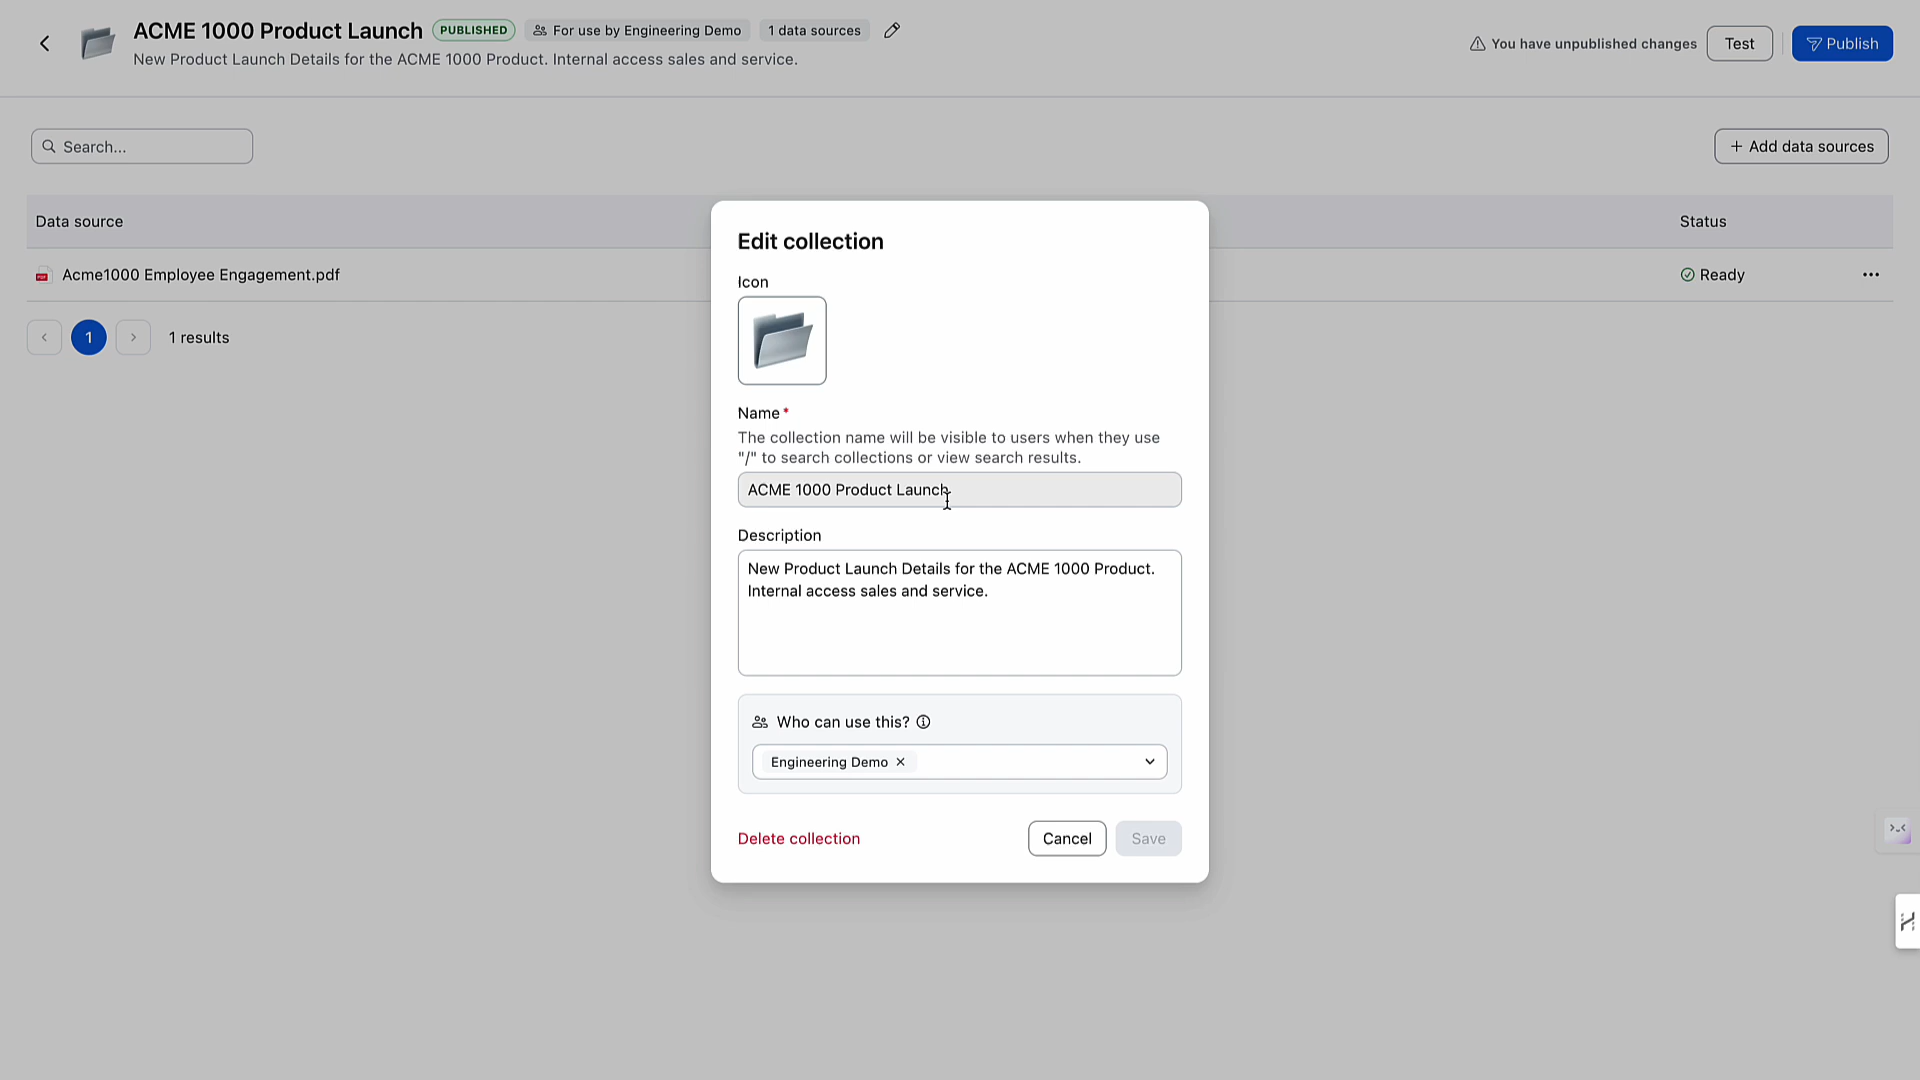 ACME 1000 Product Launch PUBLISHED For use by Engineering Demo 1 data sources
New Product Launch Details for the ACME 1000 Product. Internal access sales and service.
You have unpublished changes Test Publish
Search...
+ Add data sources
Data source Status
Acme1000 Employee Engagement.pdf Ready
1 1 results
Edit collection
Icon
Name *
The collection name will be visible to users when they use
"/" to search collections or view search results.
ACME 1000 Product Launch
Description
New Product Launch Details for the ACME 1000 Product.
Internal access sales and service.
Who can use this?
Engineering Demo
Delete collection Cancel Save